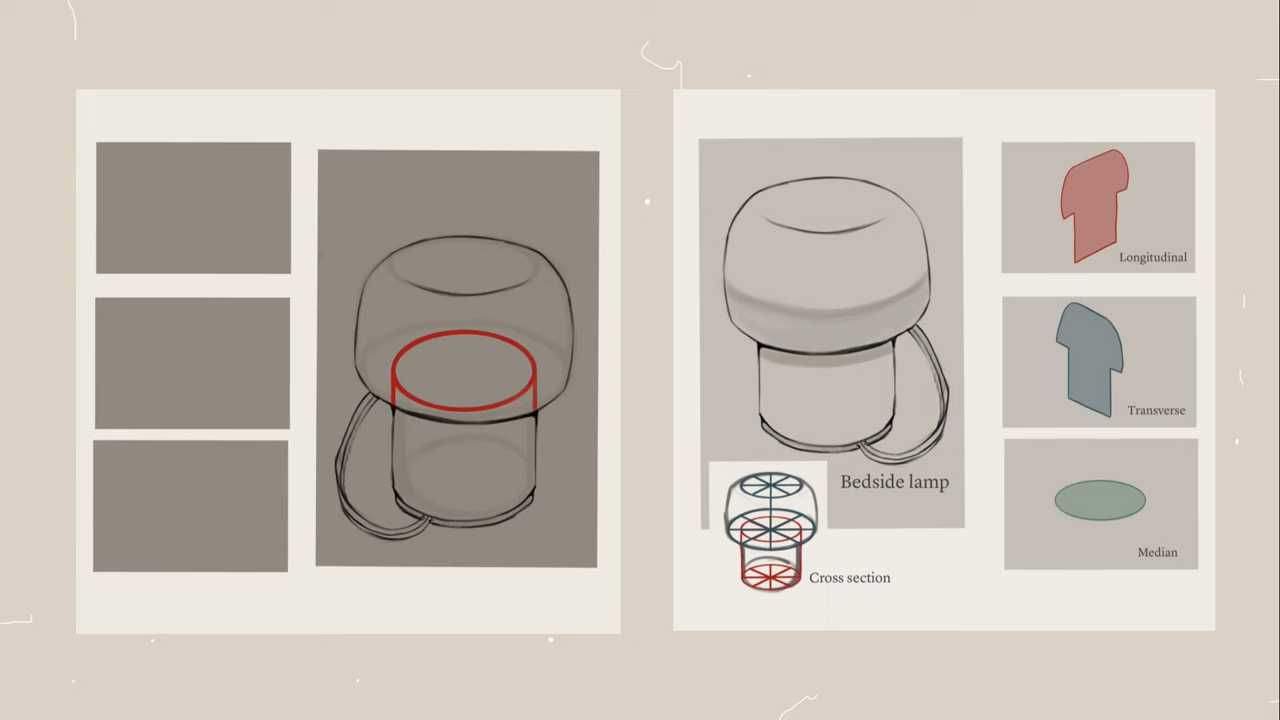 Longitudinal
Transverse
Bedside lamp
Median
Cross section